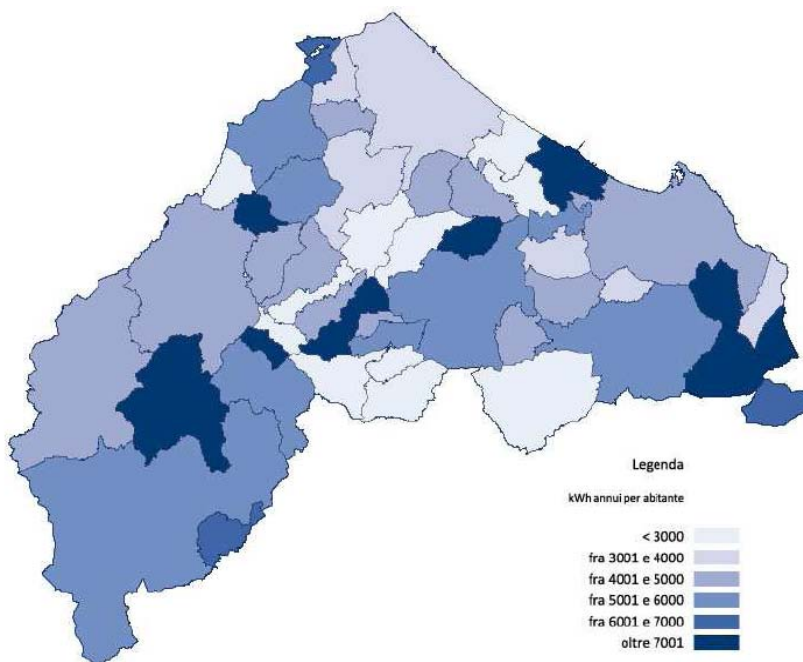 Legenda
kWh annui per abitante
< 3000
fra 3001 e 4000
fra 4001 e 5000
fra 5001 e 6000
fra 6001 e 7000
oltre 7001